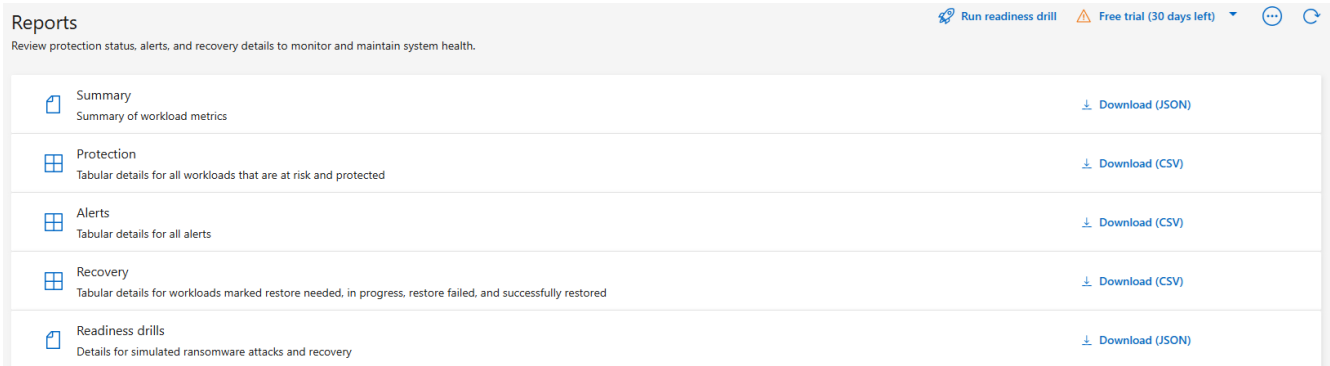 Reports
Run readiness drill
Free trial (30 days left)
Review protection status, alerts, and recovery details to monitor and maintain system health.
Summary
Summary of workload metrics
Download (JSON)
Protection
Tabular details for all workloads that are at risk and protected
Download (CSV)
Alerts
Tabular details for all alerts
Download (CSV)
Recovery
Tabular details for workloads marked restore needed, in progress, restore failed, and successfully restored
Download (CSV)
Readiness drills
Details for simulated ransomware attacks and recovery
Download (JSON)